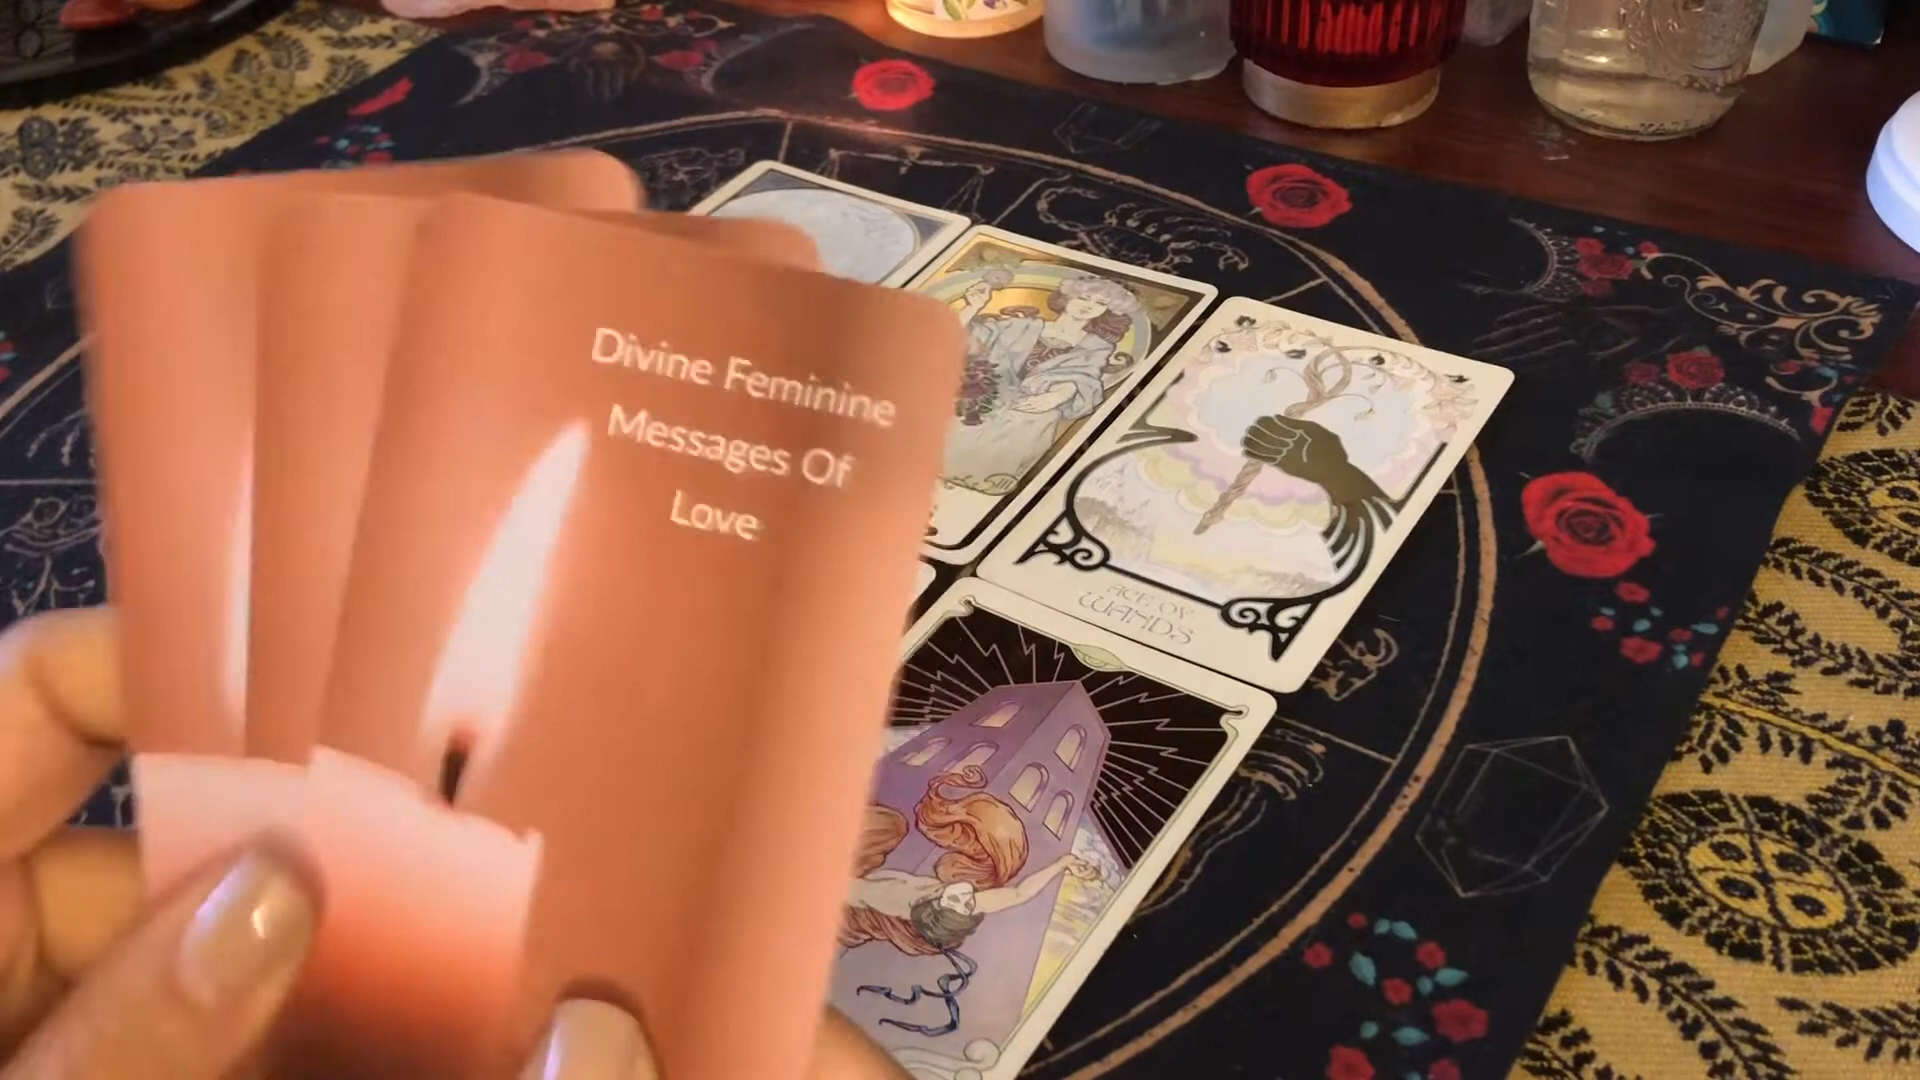 Divine Feminine
Messages Of
Love
ACE OF
WANDS